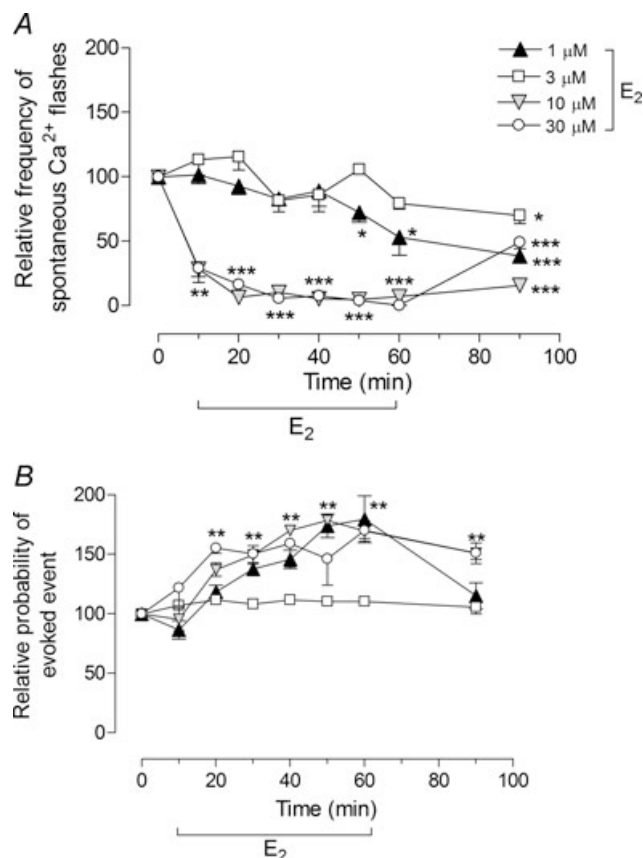 A
200
150
100
50
0
Relative frequency of
spontaneous Ca²⁺ flashes
1 μM
3 μM
10 μM
30 μM
E₂
**
***
***
***
***
*
***
*
*
***
***
***
0 20 40 60 80 100
Time (min)
E₂
B
200
150
100
50
0
Relative probability of
evoked event
**
**
**
**
**
**
0 20 40 60 80 100
Time (min)
E₂